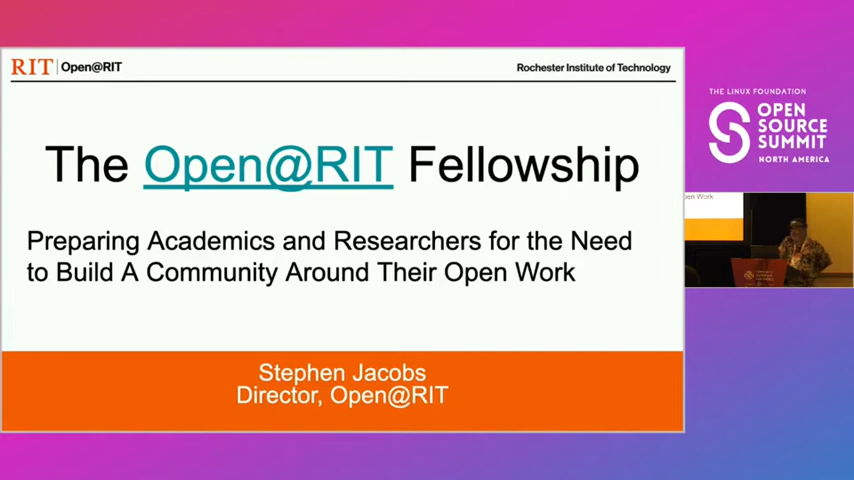 RIT Open@RIT
Rochester Institute of Technology
The Open@RIT Fellowship
Preparing Academics and Researchers for the Need
to Build A Community Around Their Open Work
Stephen Jacobs
Director, Open@RIT
THE LINUX FOUNDATION
OPEN
SOURCE
SUMMIT
NORTH AMERICA
en Work